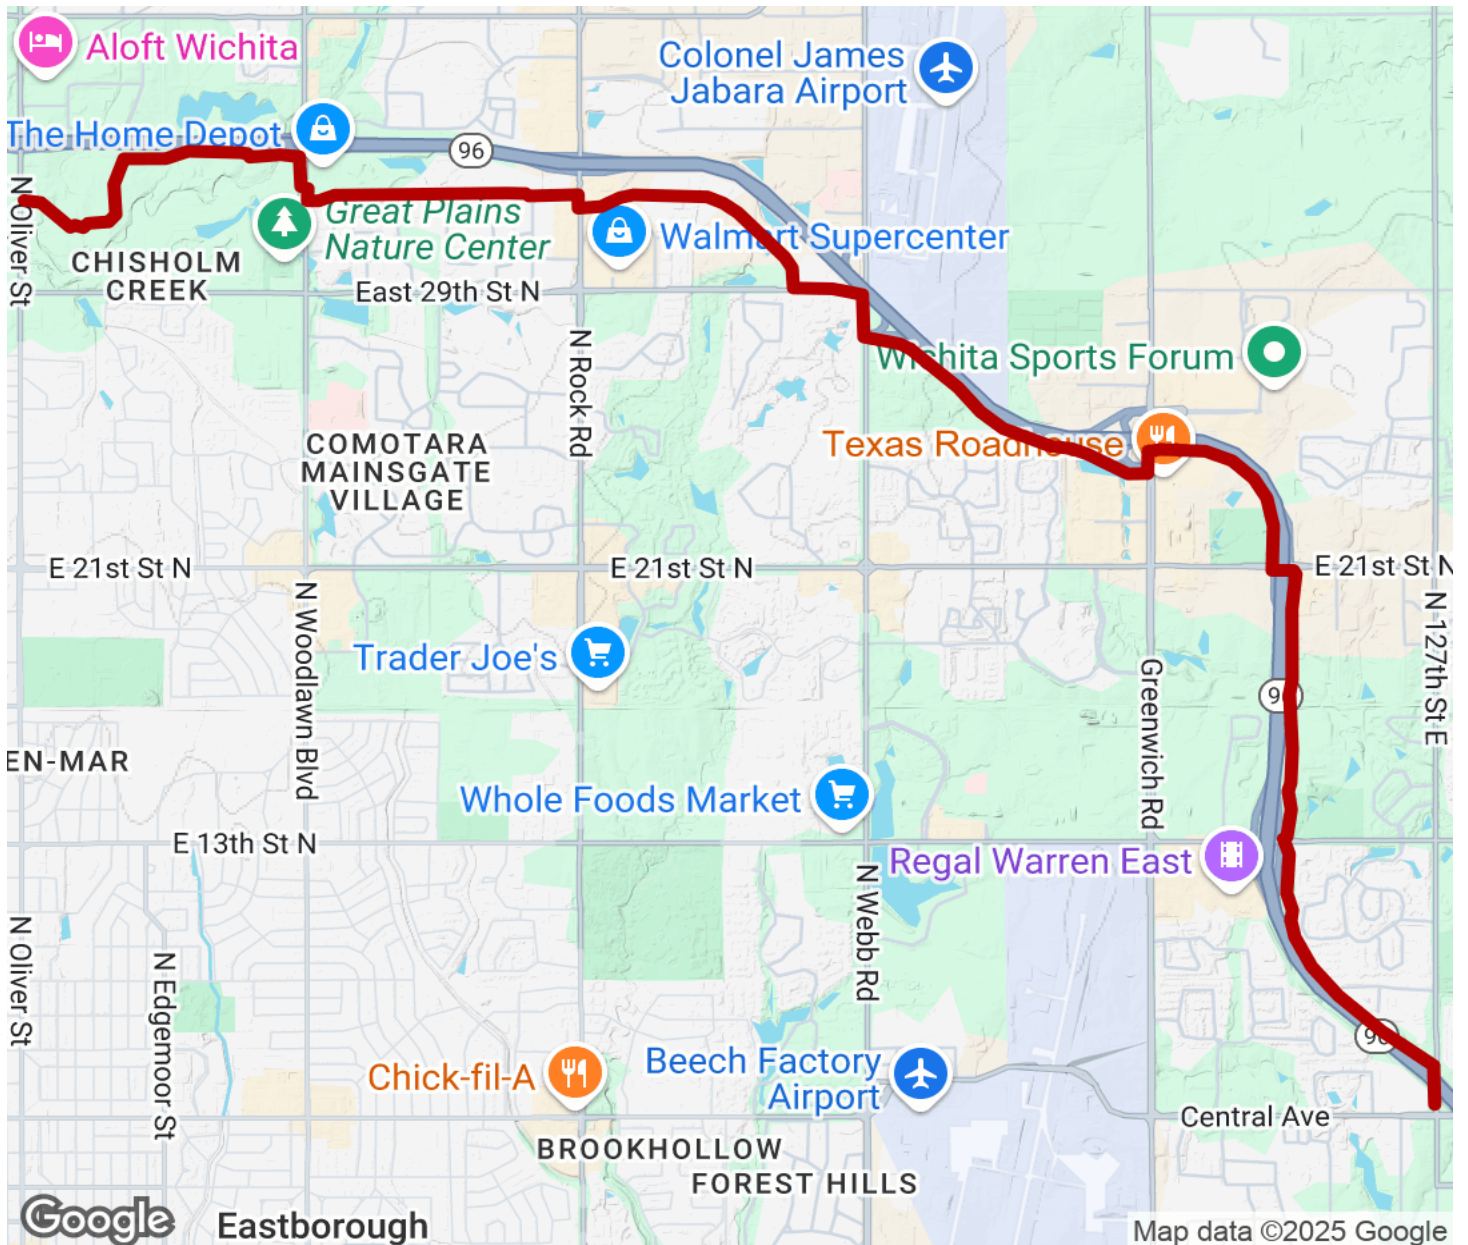 Aloft Wichita
Colonel James
Jabara Airport
The Home Depot
96
N Oliver St
Great Plains
Nature Center
Walmart Supercenter
CHISHOLM
CREEK
East 29th St N
N Rock Rd
Wichita Sports Forum
COMOTARA
MAINSGATE
VILLAGE
Texas Roadhouse
E 21st St N
E 21st St N
E 21st St N
N Woodlawn Blvd
N 127th St E
Trader Joe's
Greenwich Rd
96
EN-MAR
Whole Foods Market
E 13th St N
Regal Warren East
N Webb Rd
N Oliver St
N Edgemoor St
96
Chick-fil-A
Beech Factory
Airport
Central Ave
BROOKHOLLOW
FOREST HILLS
Google
Eastborough
Map data ©2025 Google